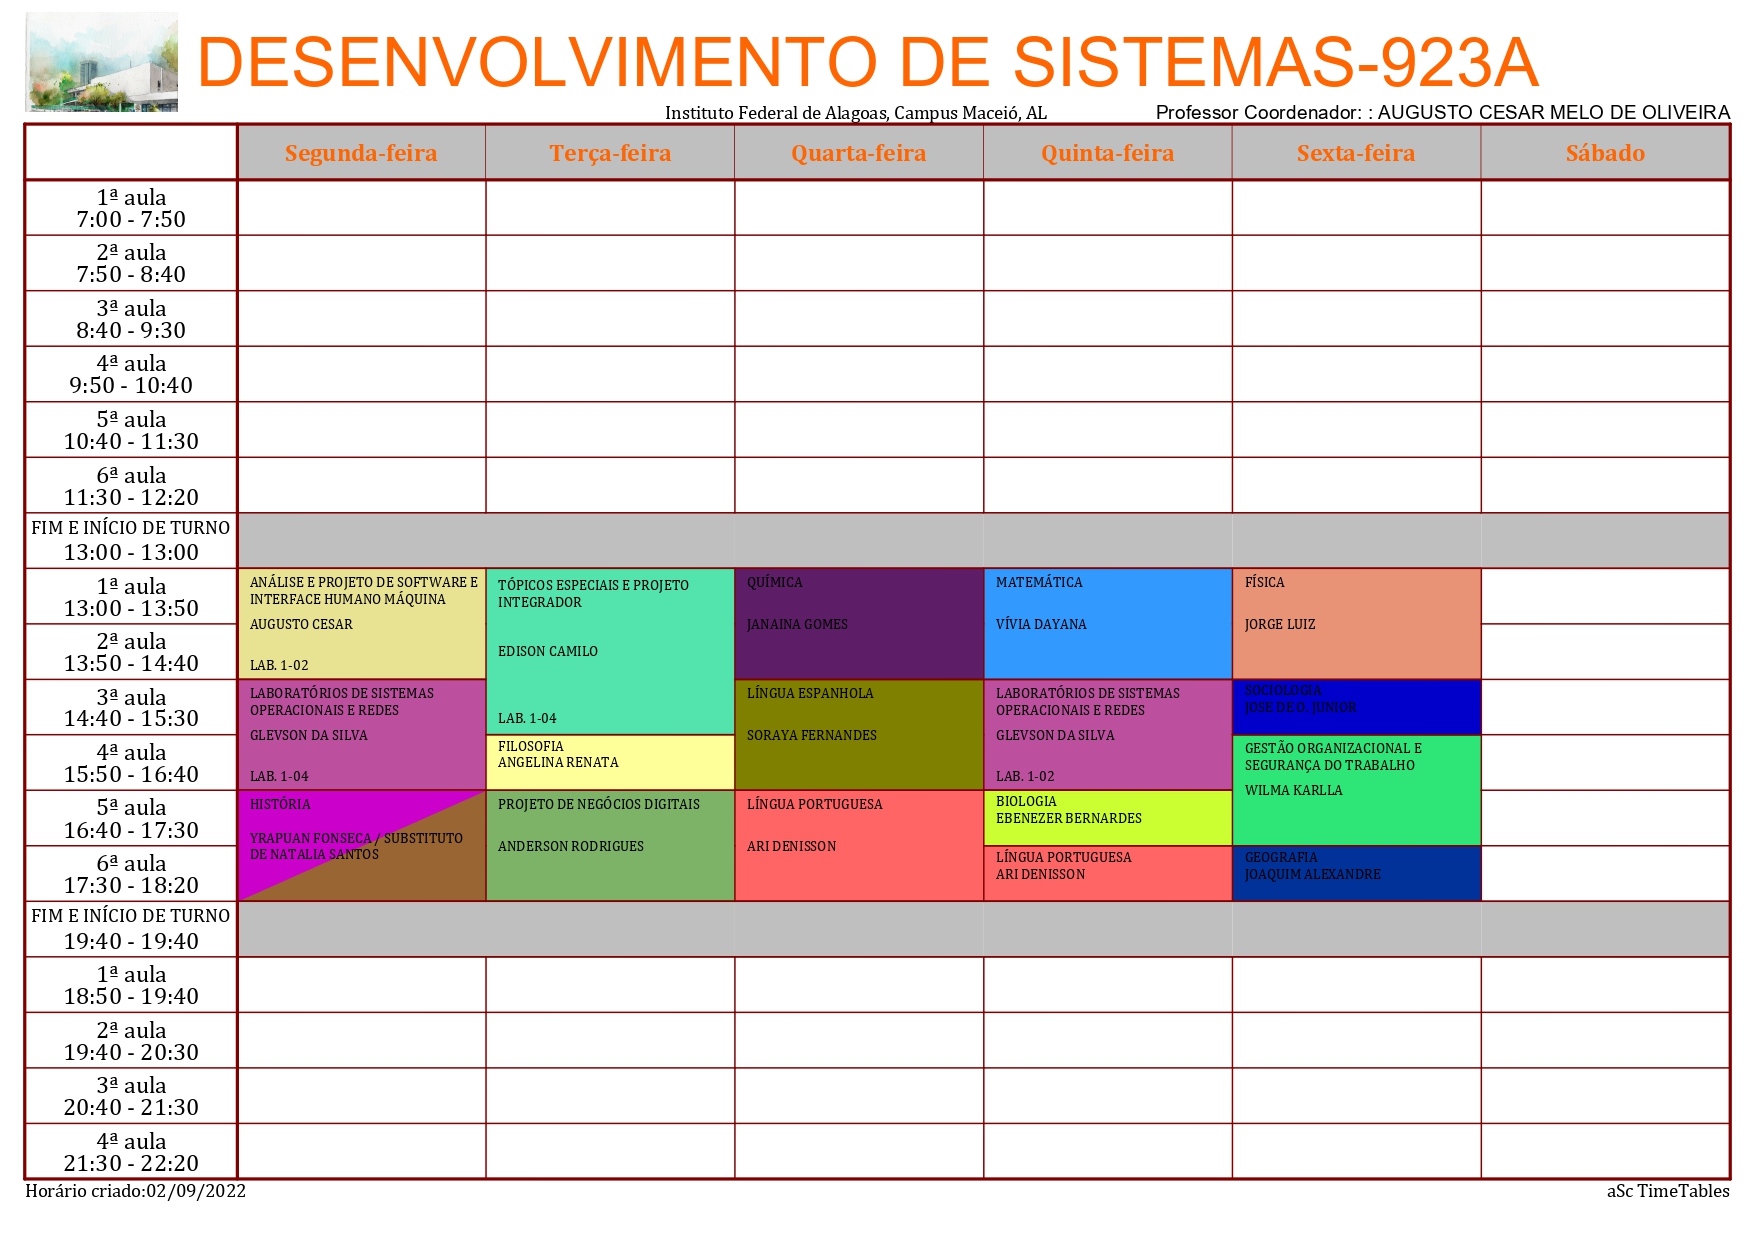 DESENVOLVIMENTO DE SISTEMAS-923A
Instituto Federal de Alagoas, Campus Maceió, AL
Professor Coordenador: : AUGUSTO CESAR MELO DE OLIVEIRA
Segunda-feira
Terça-feira
Quarta-feira
Quinta-feira
Sexta-feira
Sábado
1ª aula
7:00 - 7:50
2ª aula
7:50 - 8:40
3ª aula
8:40 - 9:30
4ª aula
9:50 - 10:40
5ª aula
10:40 - 11:30
6ª aula
11:30 - 12:20
FIM E INÍCIO DE TURNO
13:00 - 13:00
1ª aula
13:00 - 13:50
2ª aula
13:50 - 14:40
3ª aula
14:40 - 15:30
4ª aula
15:50 - 16:40
5ª aula
16:40 - 17:30
6ª aula
17:30 - 18:20
ANÁLISE E PROJETO DE SOFTWARE E
INTERFACE HUMANO MÁQUINA
AUGUSTO CESAR
LAB. 1-02
LABORATÓRIOS DE SISTEMAS
OPERACIONAIS E REDES
GLEVSON DA SILVA
LAB. 1-04
HISTÓRIA
YRAPUAN FONSECA / SUBSTITUTO
DE NATALIA SANTOS
TÓPICOS ESPECIAIS E PROJETO
INTEGRADOR
EDISON CAMILO
LAB. 1-04
FILOSOFIA
ANGELINA RENATA
PROJETO DE NEGÓCIOS DIGITAIS
ANDERSON RODRIGUES
QUÍMICA
JANAINA GOMES
LÍNGUA ESPANHOLA
SORAYA FERNANDES
LÍNGUA PORTUGUESA
ARI DENISSON
MATEMÁTICA
VÍVIA DAYANA
LABORATÓRIOS DE SISTEMAS
OPERACIONAIS E REDES
GLEVSON DA SILVA
LAB. 1-02
BIOLOGIA
EBENEZER BERNARDES
LÍNGUA PORTUGUESA
ARI DENISSON
FÍSICA
JORGE LUIZ
SOCIOLOGIA
JOSE DE O. JUNIOR
GESTÃO ORGANIZACIONAL E
SEGURANÇA DO TRABALHO
WILMA KARLLA
GEOGRAFIA
JOAQUIM ALEXANDRE
FIM E INÍCIO DE TURNO
19:40 - 19:40
1ª aula
18:50 - 19:40
2ª aula
19:40 - 20:30
3ª aula
20:40 - 21:30
4ª aula
21:30 - 22:20
Horário criado:02/09/2022
aSc TimeTables